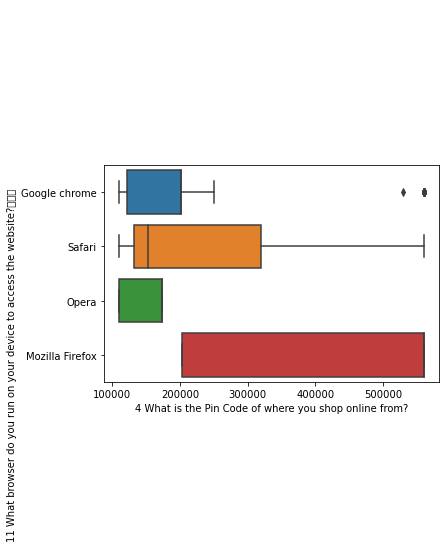 11 What browser do you run on your device to access the website?
Google chrome
Safari
Opera
Mozilla Firefox
100000 200000 300000 400000 500000
4 What is the Pin Code of where you shop online from?